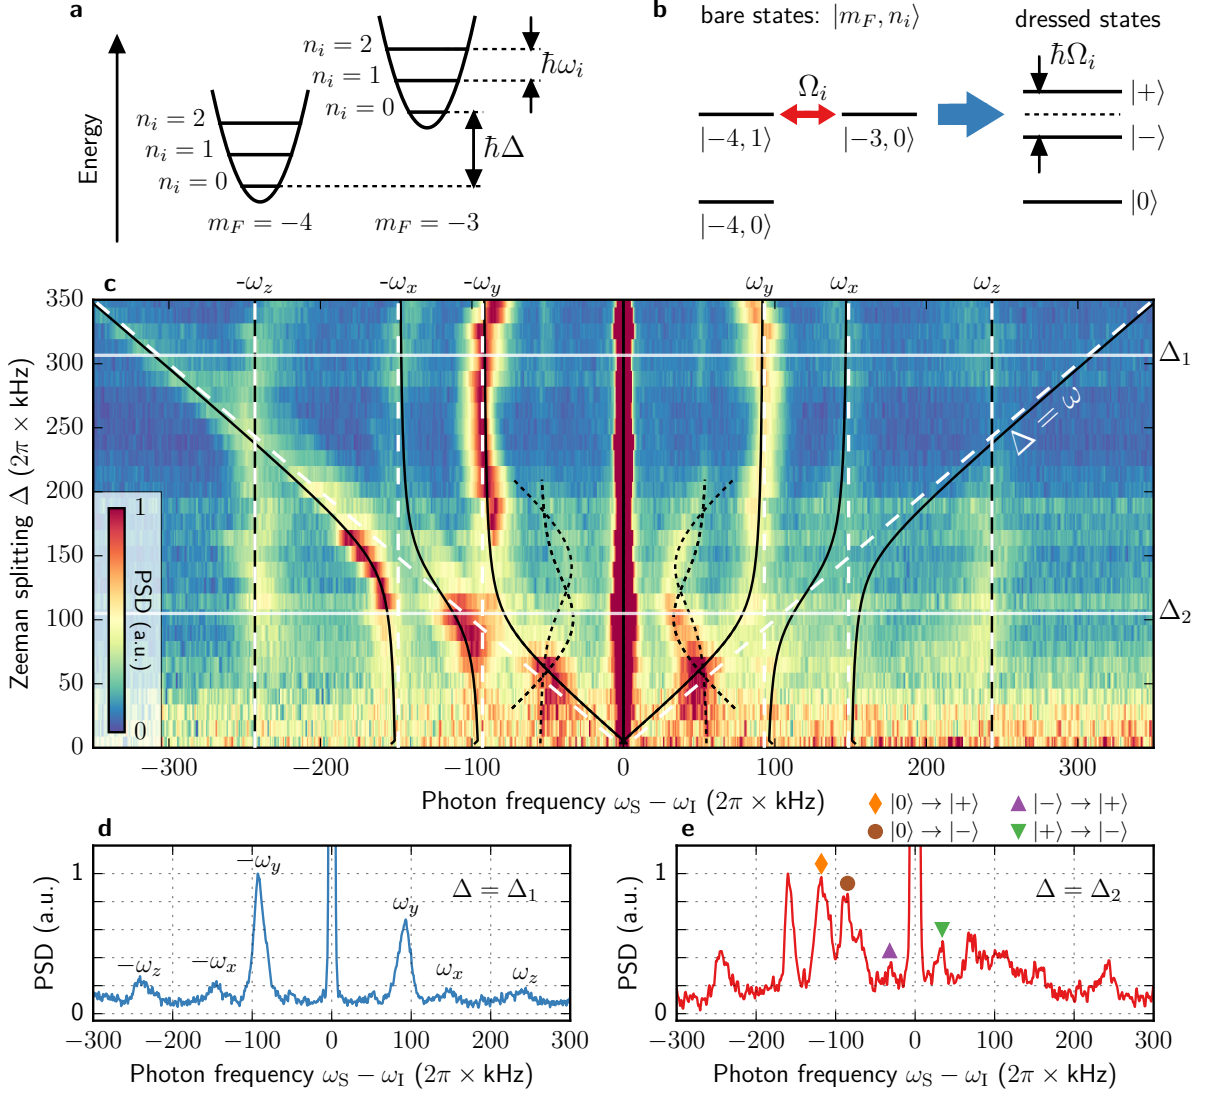 a
Energy
n_i = 2
n_i = 1
n_i = 0
m_F = −4
n_i = 2
n_i = 1
n_i = 0
m_F = −3
ħω_i
ħΔ
b
bare states: |m_F, n_i⟩
dressed states
Ω_i
|−4, 1⟩
|−3, 0⟩
|−4, 0⟩
ħΩ_i
|+⟩
|−⟩
|0⟩
c
-ω_z
-ω_x
-ω_y
ω_y
ω_x
ω_z
Zeeman splitting Δ (2π × kHz)
350
300
250
200
150
100
50
0
Δ_1
Δ_2
Δ = ω
1
PSD (a.u.)
0
−300
−200
−100
0
100
200
300
Photon frequency ω_S − ω_I (2π × kHz)
|0⟩ → |+⟩
|−⟩ → |+⟩
|0⟩ → |−⟩
|+⟩ → |−⟩
d
PSD (a.u.)
1
0
−ω_z
−ω_x
−ω_y
ω_y
ω_x
ω_z
Δ = Δ_1
−300
−200
−100
0
100
200
300
Photon frequency ω_S − ω_I (2π × kHz)
e
PSD (a.u.)
1
0
Δ = Δ_2
−300
−200
−100
0
100
200
300
Photon frequency ω_S − ω_I (2π × kHz)